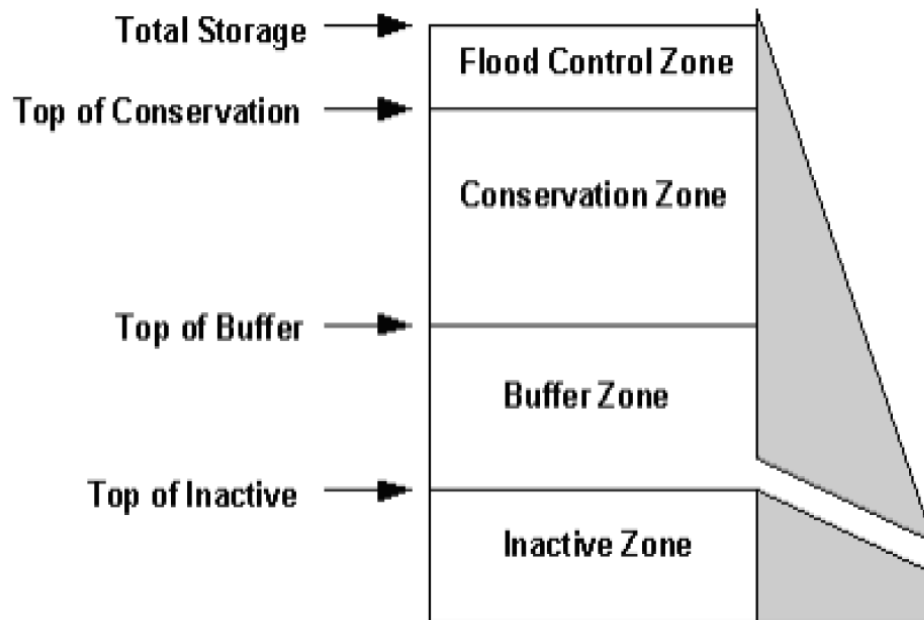 Total Storage
Flood Control Zone
Top of Conservation
Conservation Zone
Top of Buffer
Buffer Zone
Top of Inactive
Inactive Zone